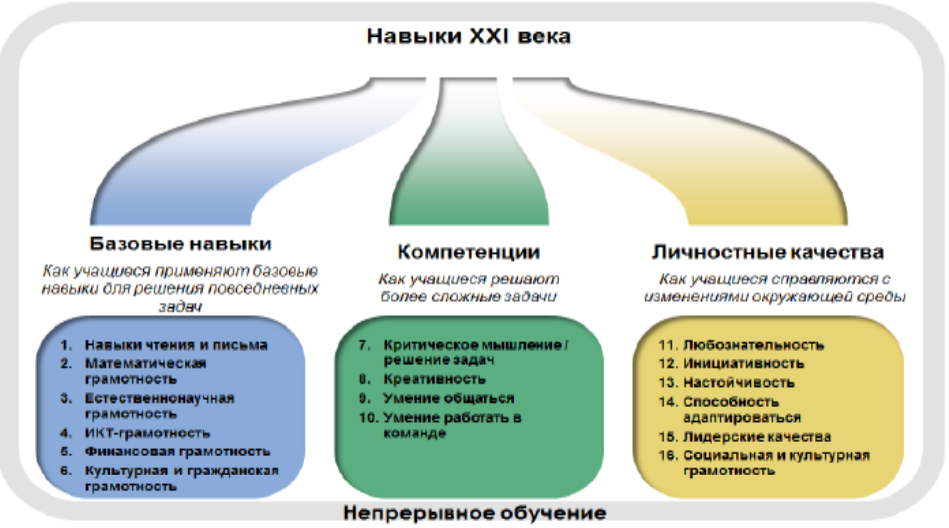 Навыки XXI века
Базовые навыки
Как учащиеся применяют базовые
навыки для решения повседневных
задач
1. Навыки чтения и письма
2. Математическая
грамотность
3. Естественнонаучная
грамотность
4. ИКТ-грамотность
5. Финансовая грамотность
6. Культурная и гражданская
грамотность
Компетенции
Как учащиеся решают
более сложные задачи
7. Критическое мышление /
решение задач
8. Креативность
9. Умение общаться
10. Умение работать в
команде
Личностные качества
Как учащиеся справляются с
изменениями окружающей среды
11. Любознательность
12. Инициативность
13. Настойчивость
14. Способность
адаптироваться
15. Лидерские качества
16. Социальная и культурная
грамотность
Непрерывное обучение